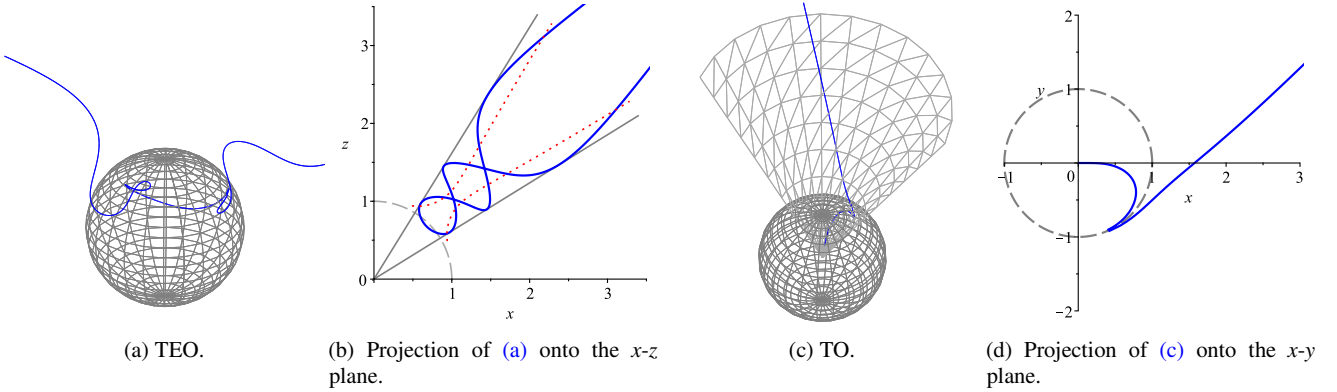 z
3
2
1
0
1
2
3
x
2
y
1
0
−1
1
2
3
x
−1
−2
(a) TEO.
(b) Projection of (a) onto the x-z
plane.
(c) TO.
(d) Projection of (c) onto the x-y
plane.